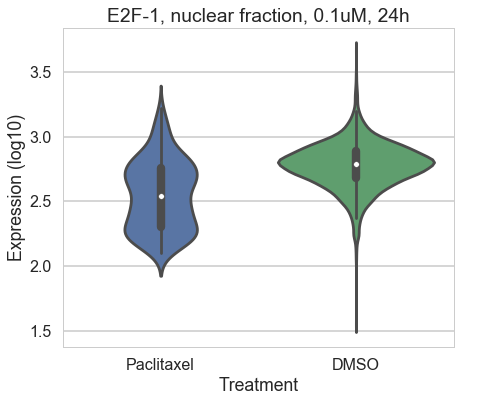 E2F-1, nuclear fraction, 0.1uM, 24h
Expression (log10)
3.5
3.0
2.5
2.0
1.5
Paclitaxel
DMSO
Treatment